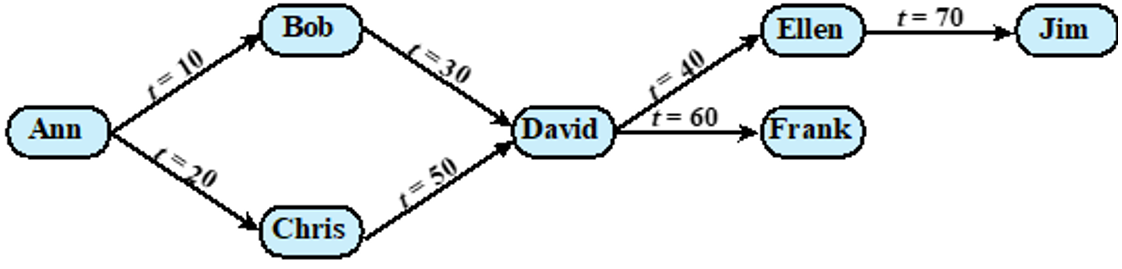 Ann
t = 10
Bob
t = 20
Chris
t = 30
t = 50
David
t = 40
Ellen
t = 60
Frank
t = 70
Jim